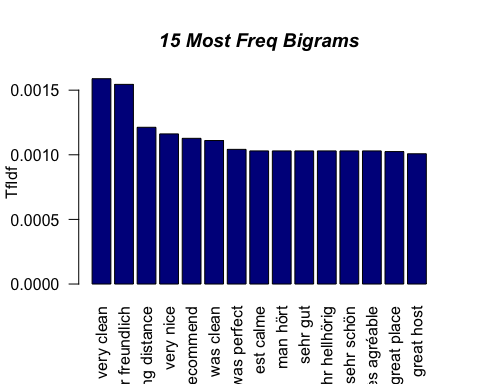 15 Most Freq Bigrams
TfIdf
0.0015
0.0010
0.0005
0.0000
very clean
r freundlich
ng distance
very nice
ecommend
was clean
was perfect
est calme
man hört
sehr gut
hr hellhörig
sehr schön
es agréable
great place
great host